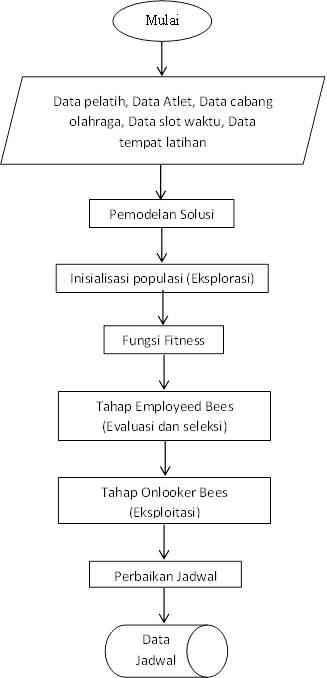 Mulai
Data pelatih, Data Atlet, Data cabang
olahraga, Data slot waktu, Data
tempat latihan
Pemodelan Solusi
Inisialisasi populasi (Eksplorasi)
Fungsi Fitness
Tahap Employeed Bees
(Evaluasi dan seleksi)
Tahap Onlooker Bees
(Eksploitasi)
Perbaikan Jadwal
Data
Jadwal